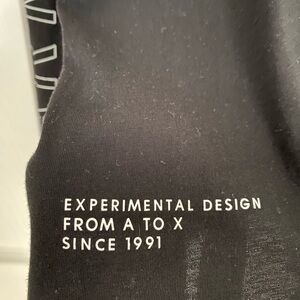 EXPERIMENTAL DESIGN
FROM A TO X
SINCE 1991